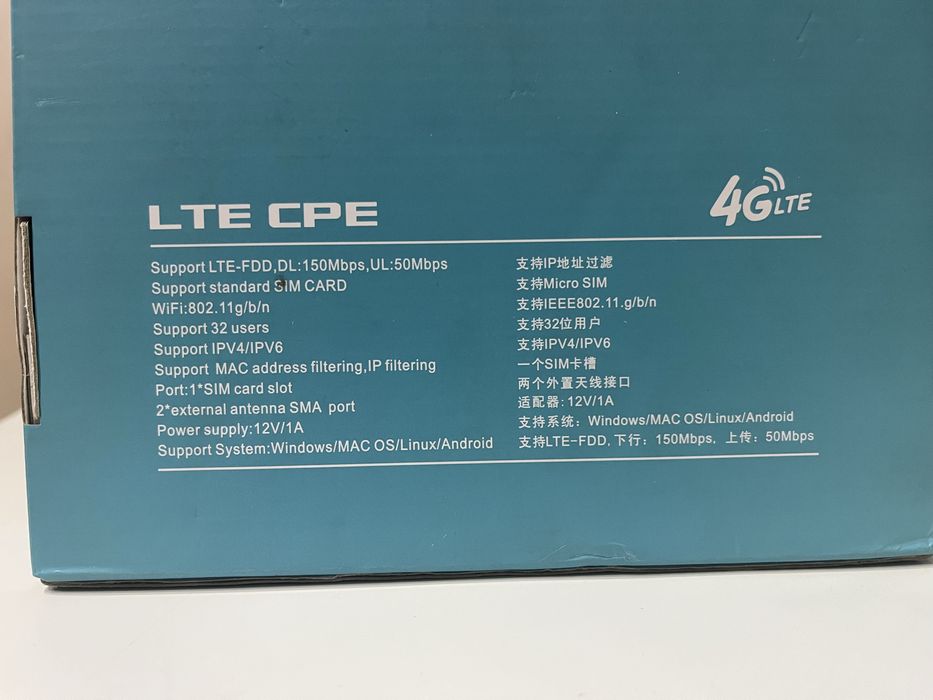 LTE CPE
4G LTE
Support LTE-FDD,DL:150Mbps,UL:50Mbps
Support standard SIM CARD
WiFi:802.11g/b/n
Support 32 users
Support IPV4/IPV6
Support MAC address filtering,IP filtering
Port:1*SIM card slot
2*external antenna SMA port
Power supply:12V/1A
Support System:Windows/MAC OS/Linux/Android
支持IP地址过滤
支持Micro SIM
支持IEEE802.11.g/b/n
支持32位用户
支持IPV4/IPV6
一个SIM卡槽
两个外置天线接口
适配器:12V/1A
支持系统：Windows/MAC OS/Linux/Android
支持LTE-FDD,下行：150Mbps, 上传：50Mbps